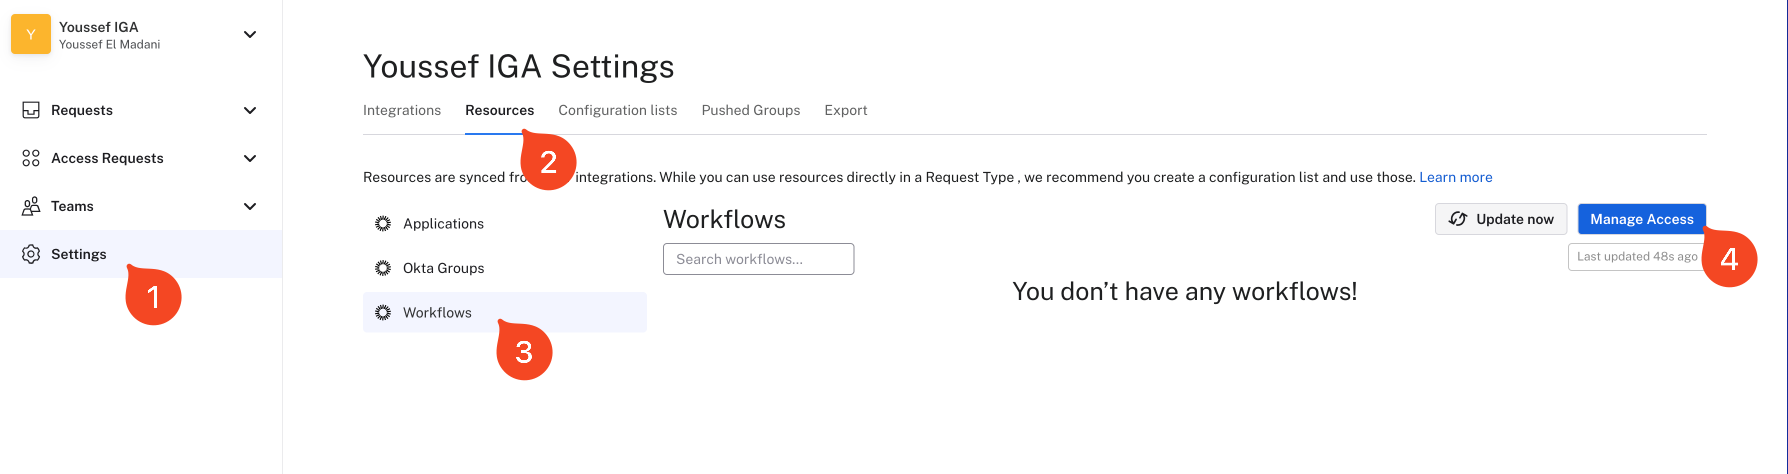 Y
Youssef IGA
Youssef El Madani
Requests
Access Requests
Teams
Settings
1
Youssef IGA Settings
Integrations Resources Configuration lists Pushed Groups Export
2
Resources are synced integrations. While you can use resources directly in a Request Type , we recommend you create a configuration list and use those. Learn more
Applications
Okta Groups
Workflows
3
Workflows
Update now Manage Access
Search workflows...
Last updated 48s ago
4
You don’t have any workflows!